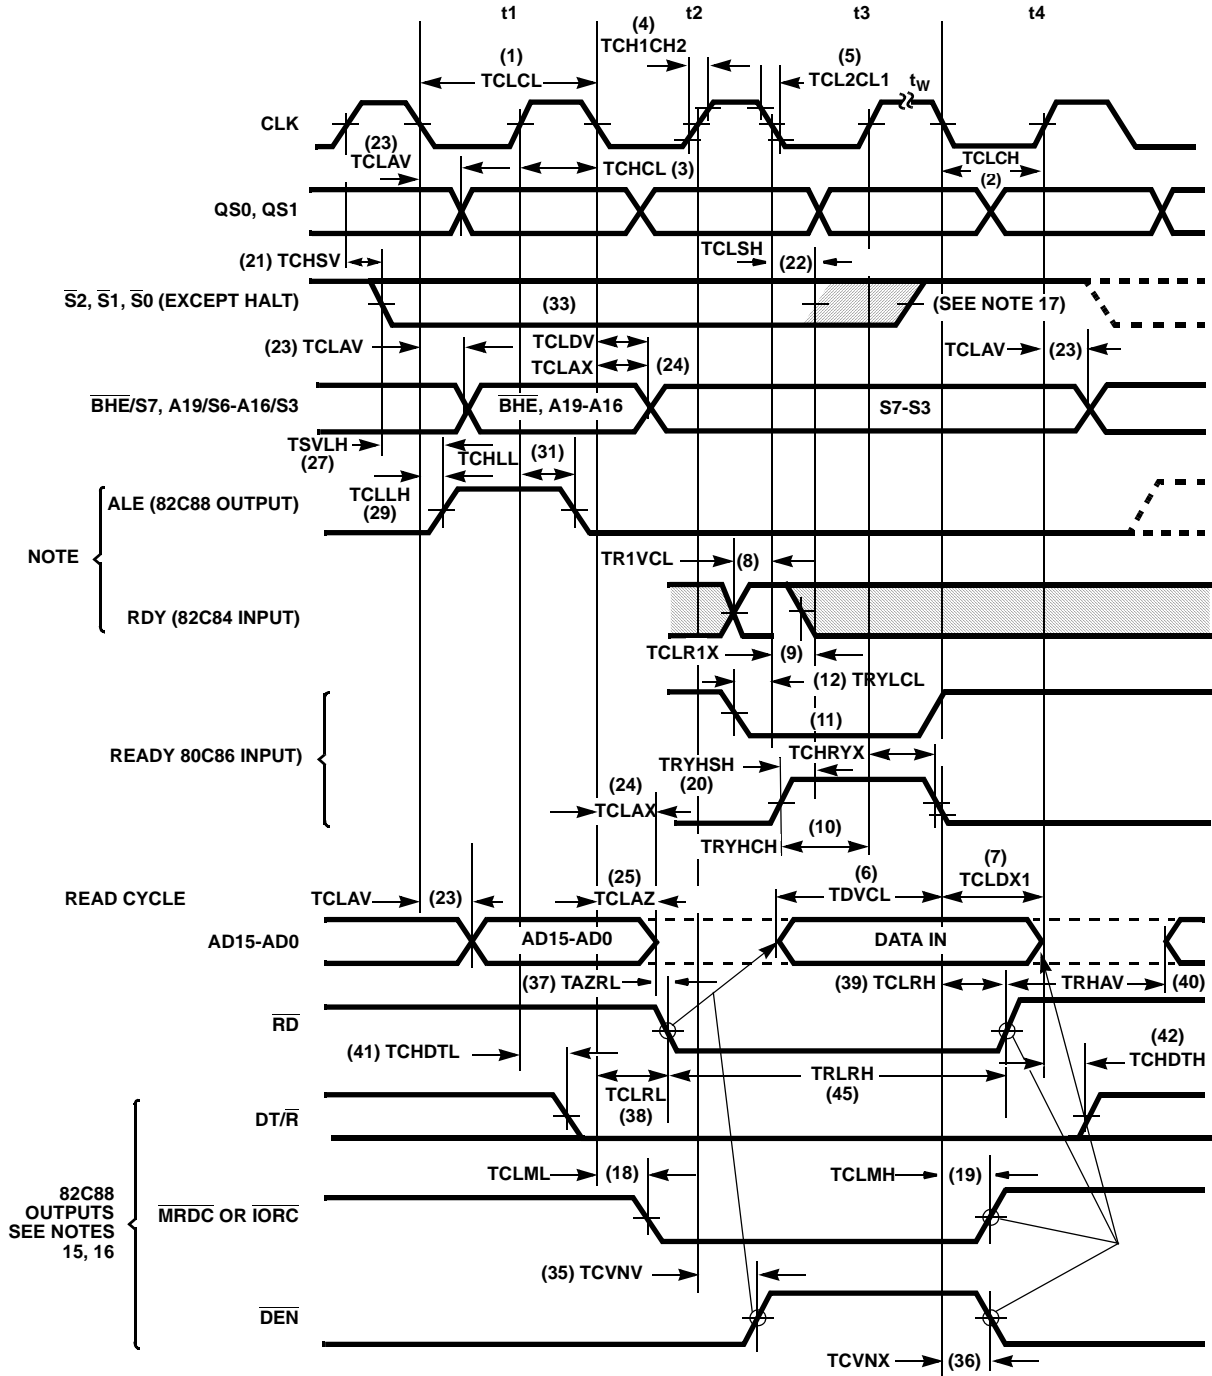 t1 t2 t3 t4
(1)
TCLCL
(4)
TCH1CH2
(5)
TCL2CL1
tW
CLK
(23)
TCLAV
TCHCL (3)
TCLCH
(2)
QS0, QS1
TCLSH
(22)
(21) TCHSV
S2, S1, S0 (EXCEPT HALT)
(33)
(SEE NOTE 17)
(23) TCLAV
TCLDV
TCLAX
(24)
TCLAV
(23)
BHE/S7, A19/S6-A16/S3
BHE, A19-A16
S7-S3
TSVLH
(27)
TCHLL
(31)
TCLLH
(29)
ALE (82C88 OUTPUT)
NOTE
TR1VCL
(8)
RDY (82C84 INPUT)
TCLR1X
(9)
(12) TRYLCL
(11)
READY 80C86 INPUT)
TCHRYX
TRYHSH
(20)
(24)
TCLAX
(10)
TRYHCH
READ CYCLE
TCLAV
(23)
(25)
TCLAZ
(6)
TDVCL
(7)
TCLDX1
AD15-AD0
AD15-AD0
DATA IN
(37) TAZRL
(39) TCLRH
TRHAV
(40)
RD
(41) TCHDTL
(42)
TCHDTH
TCLRL
(38)
TRLRH
(45)
DT/R
TCLML
(18)
TCLMH
(19)
82C88
OUTPUTS
SEE NOTES
15, 16
MRDC OR IORC
(35) TCVNV
DEN
TCVNX
(36)